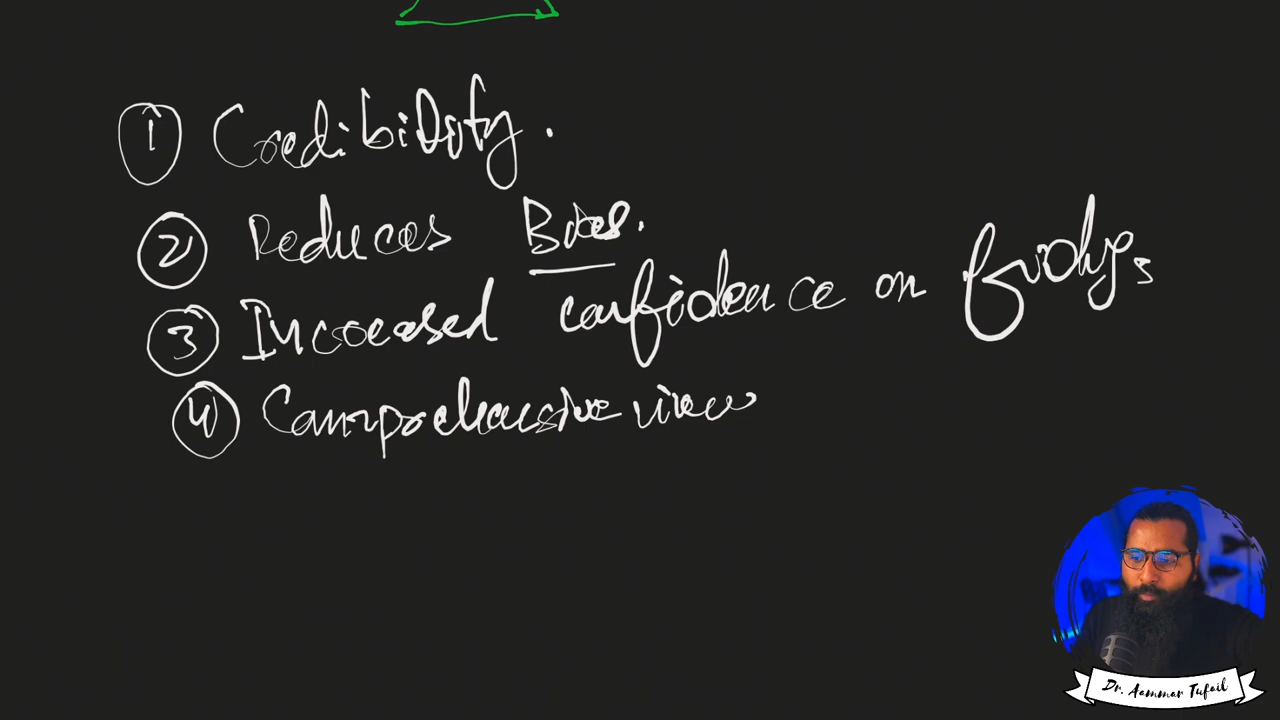 1 Credibility.
2 Reduces Bias.
3 Increased confidence on findings
4 Comprehensive view
Dr. Aammar Tufail